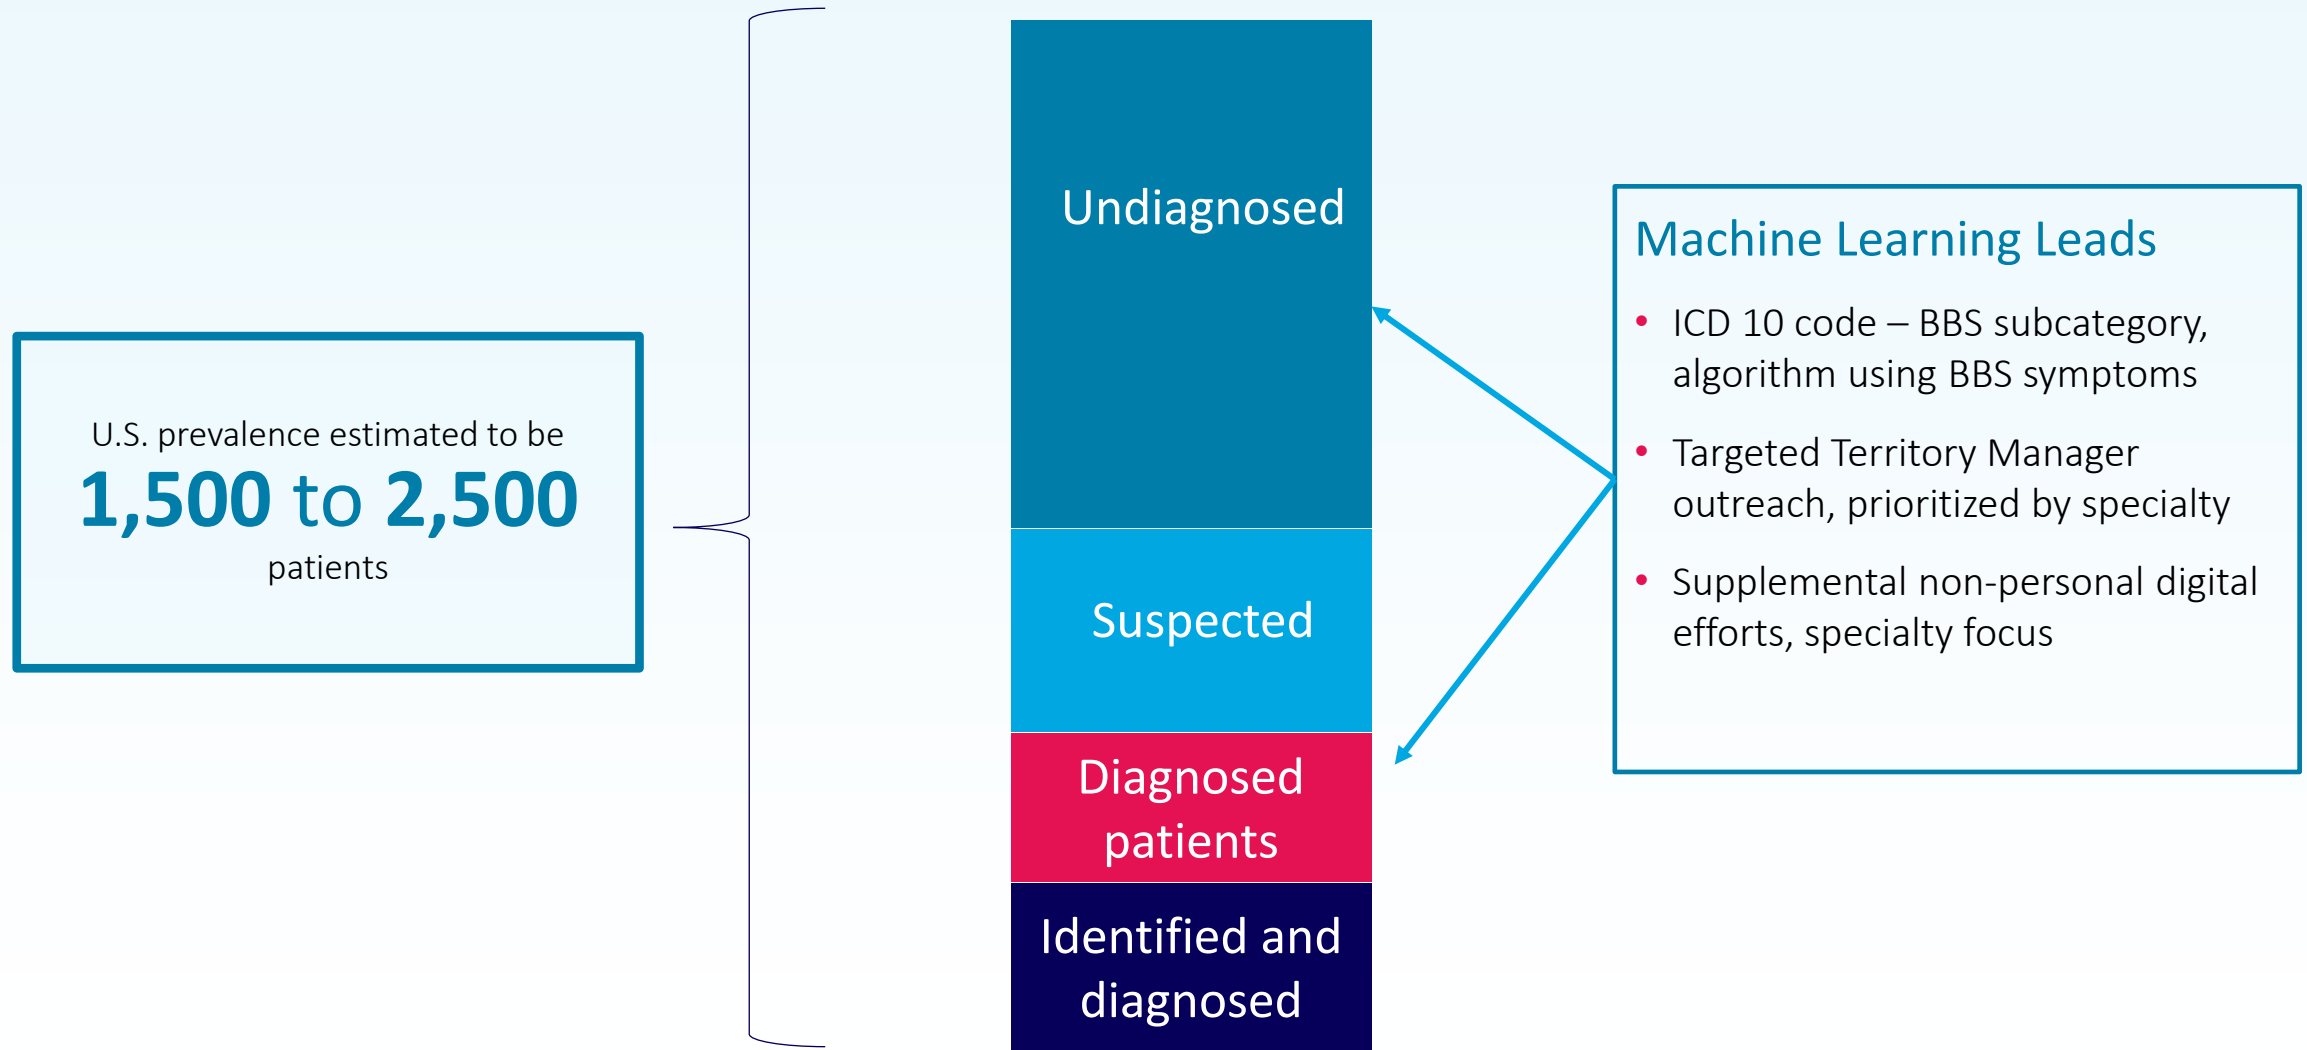 U.S. prevalence estimated to be
1,500 to 2,500
patients
Undiagnosed
Suspected
Diagnosed
patients
Identified and
diagnosed
Machine Learning Leads
• ICD 10 code – BBS subcategory,
algorithm using BBS symptoms
• Targeted Territory Manager
outreach, prioritized by specialty
• Supplemental non-personal digital
efforts, specialty focus